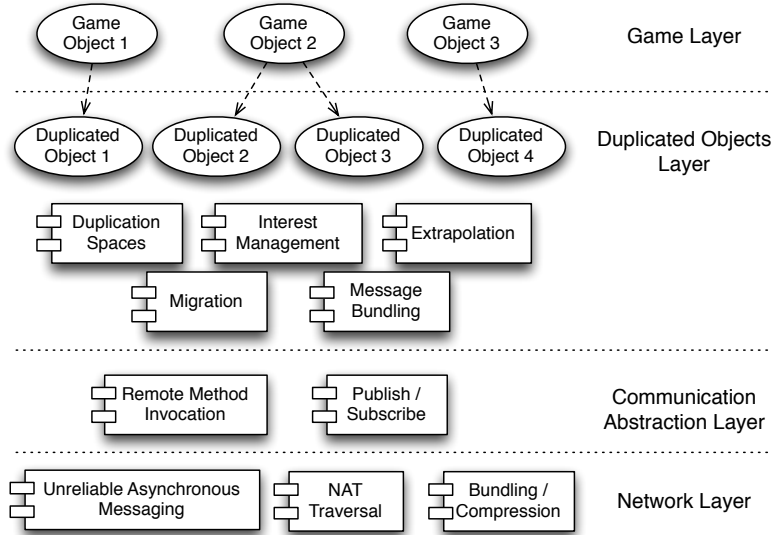 Game
Object 1
Game
Object 2
Game
Object 3
Game Layer
Duplicated
Object 1
Duplicated
Object 2
Duplicated
Object 3
Duplicated
Object 4
Duplicated Objects
Layer
Duplication
Spaces
Interest
Management
Extrapolation
Migration
Message
Bundling
Remote Method
Invocation
Publish /
Subscribe
Communication
Abstraction Layer
Unreliable Asynchronous
Messaging
NAT
Traversal
Bundling /
Compression
Network Layer